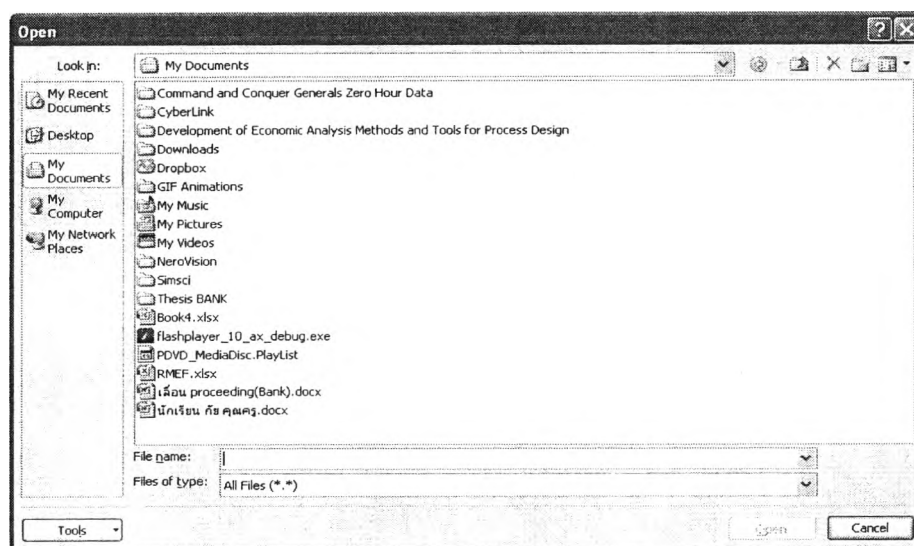 Open
Look in:
My Documents
My Recent
Documents
Desktop
My
Documents
My
Computer
My Network
Places
Command and Conquer Generals Zero Hour Data
CyberLink
Development of Economic Analysis Methods and Tools for Process Design
Downloads
Dropbox
GIF Animations
My Music
My Pictures
My Videos
NeroVision
Simsci
Thesis BANK
Book4.xlsx
flashplayer_10_ax_debug.exe
PDVD_MediaDisc.PlayList
RMEF.xlsx
เลื่อน proceeding(Bank).docx
นักเรียน กัย คุณครู.docx
File name:
Files of type:
All Files (*.*)
Tools
Open
Cancel